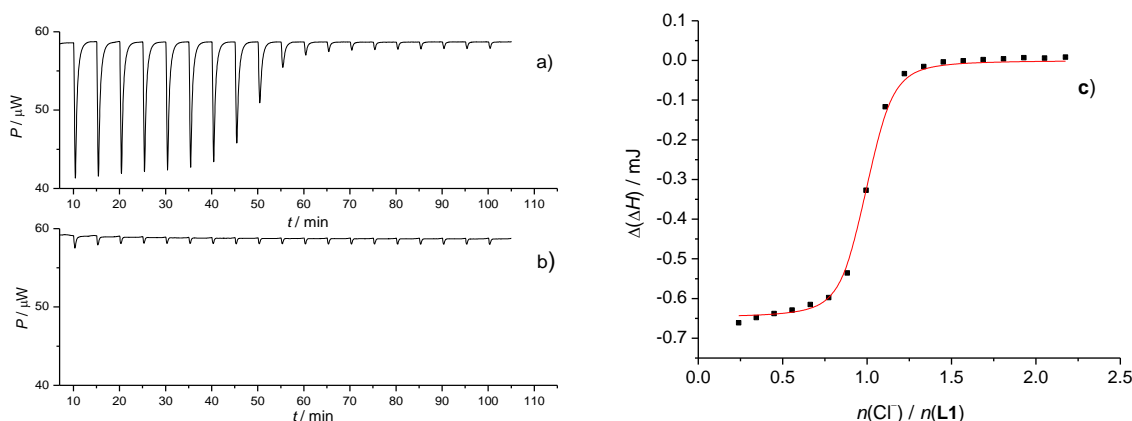 60
50
40
P / μW
a)
10 20 30 40 50 60 70 80 90 100 110
t / min
60
50
40
P / μW
b)
10 20 30 40 50 60 70 80 90 100 110
t / min
0.1
0.0
-0.1
-0.2
-0.3
-0.4
-0.5
-0.6
-0.7
Δ(ΔH) / mJ
c)
0.0 0.5 1.0 1.5 2.0 2.5
n(Cl⁻) / n(L1)